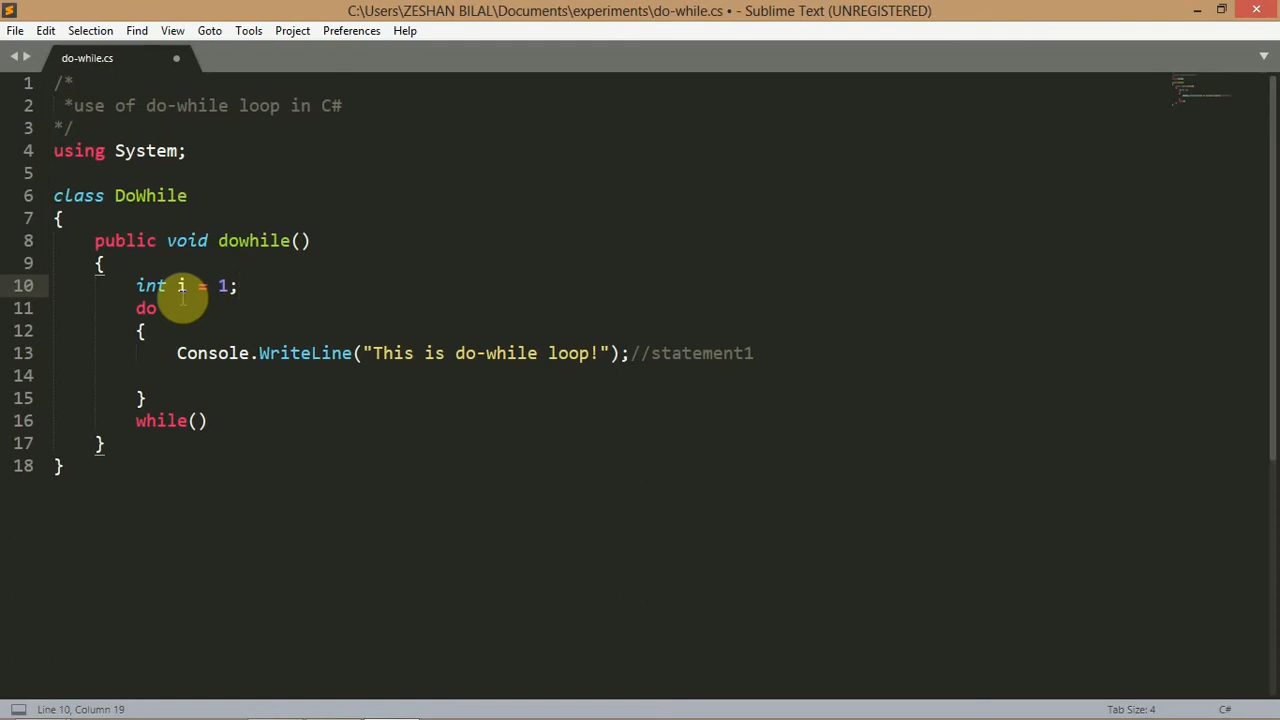 C:\Users\ZESHAN BILAL\Documents\experiments\do-while.cs • - Sublime Text (UNREGISTERED)
File Edit Selection Find View Goto Tools Project Preferences Help
do-while.cs
1 /*
2  *use of do-while loop in C#
3 */
4 using System;
5
6 class DoWhile
7 {
8     public void dowhile()
9     {
10         int i = 1;
11         do
12         {
13             Console.WriteLine("This is do-while loop!");//statement1
14
15         }
16         while()
17     }
18 }
Line 10, Column 19 Tab Size: 4 C#